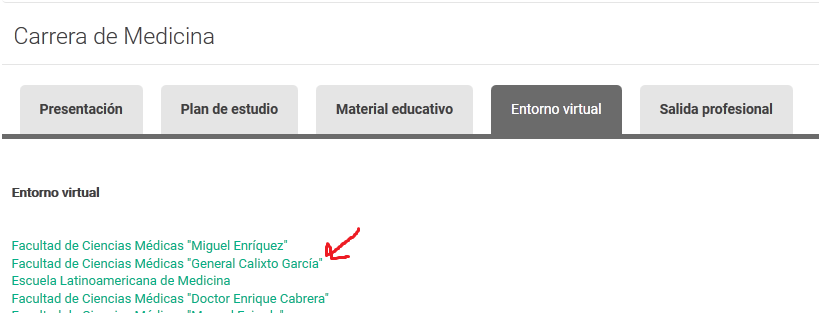 Carrera de Medicina
Presentación
Plan de estudio
Material educativo
Entorno virtual
Salida profesional
Entorno virtual
Facultad de Ciencias Médicas "Miguel Enríquez"
Facultad de Ciencias Médicas "General Calixto García"
Escuela Latinoamericana de Medicina
Facultad de Ciencias Médicas "Doctor Enrique Cabrera"